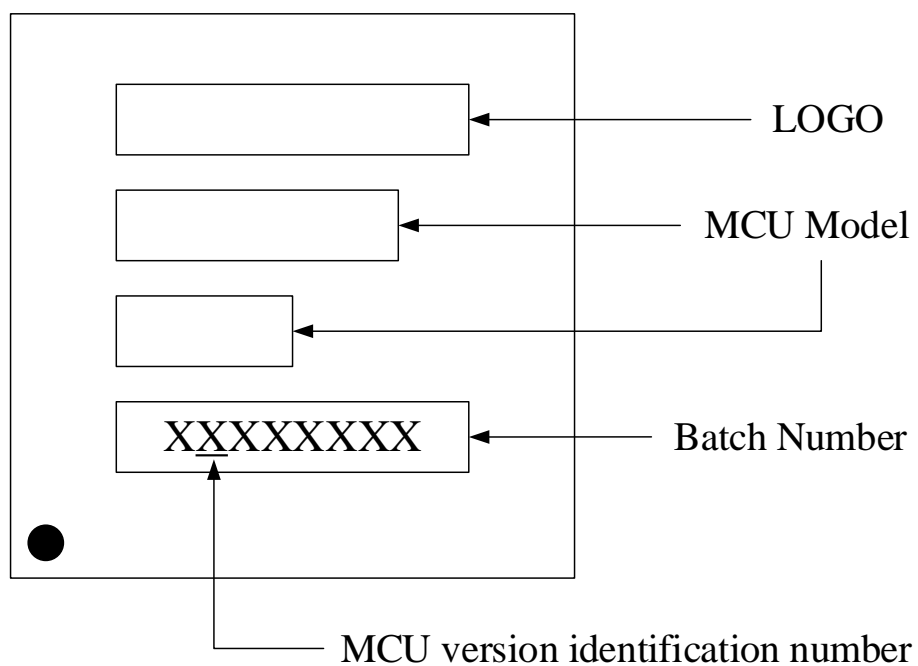 LOGO
MCU Model
XXXXXXXX
Batch Number
MCU version identification number